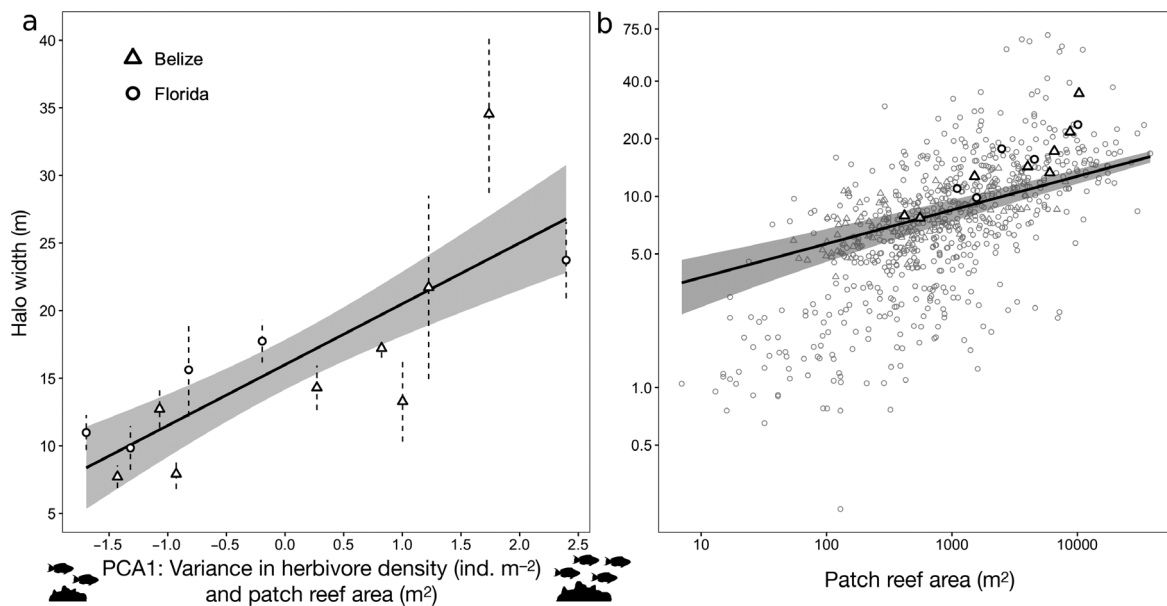 a
b
Belize
Florida
Halo width (m)
40
35
30
25
20
15
10
5
−1.5 −1.0 −0.5 0.0 0.5 1.0 1.5 2.0 2.5
PCA1: Variance in herbivore density (ind. m⁻²)
and patch reef area (m²)
75.0
40.0
20.0
10.0
5.0
1.0
0.5
10 100 1000 10000
Patch reef area (m²)